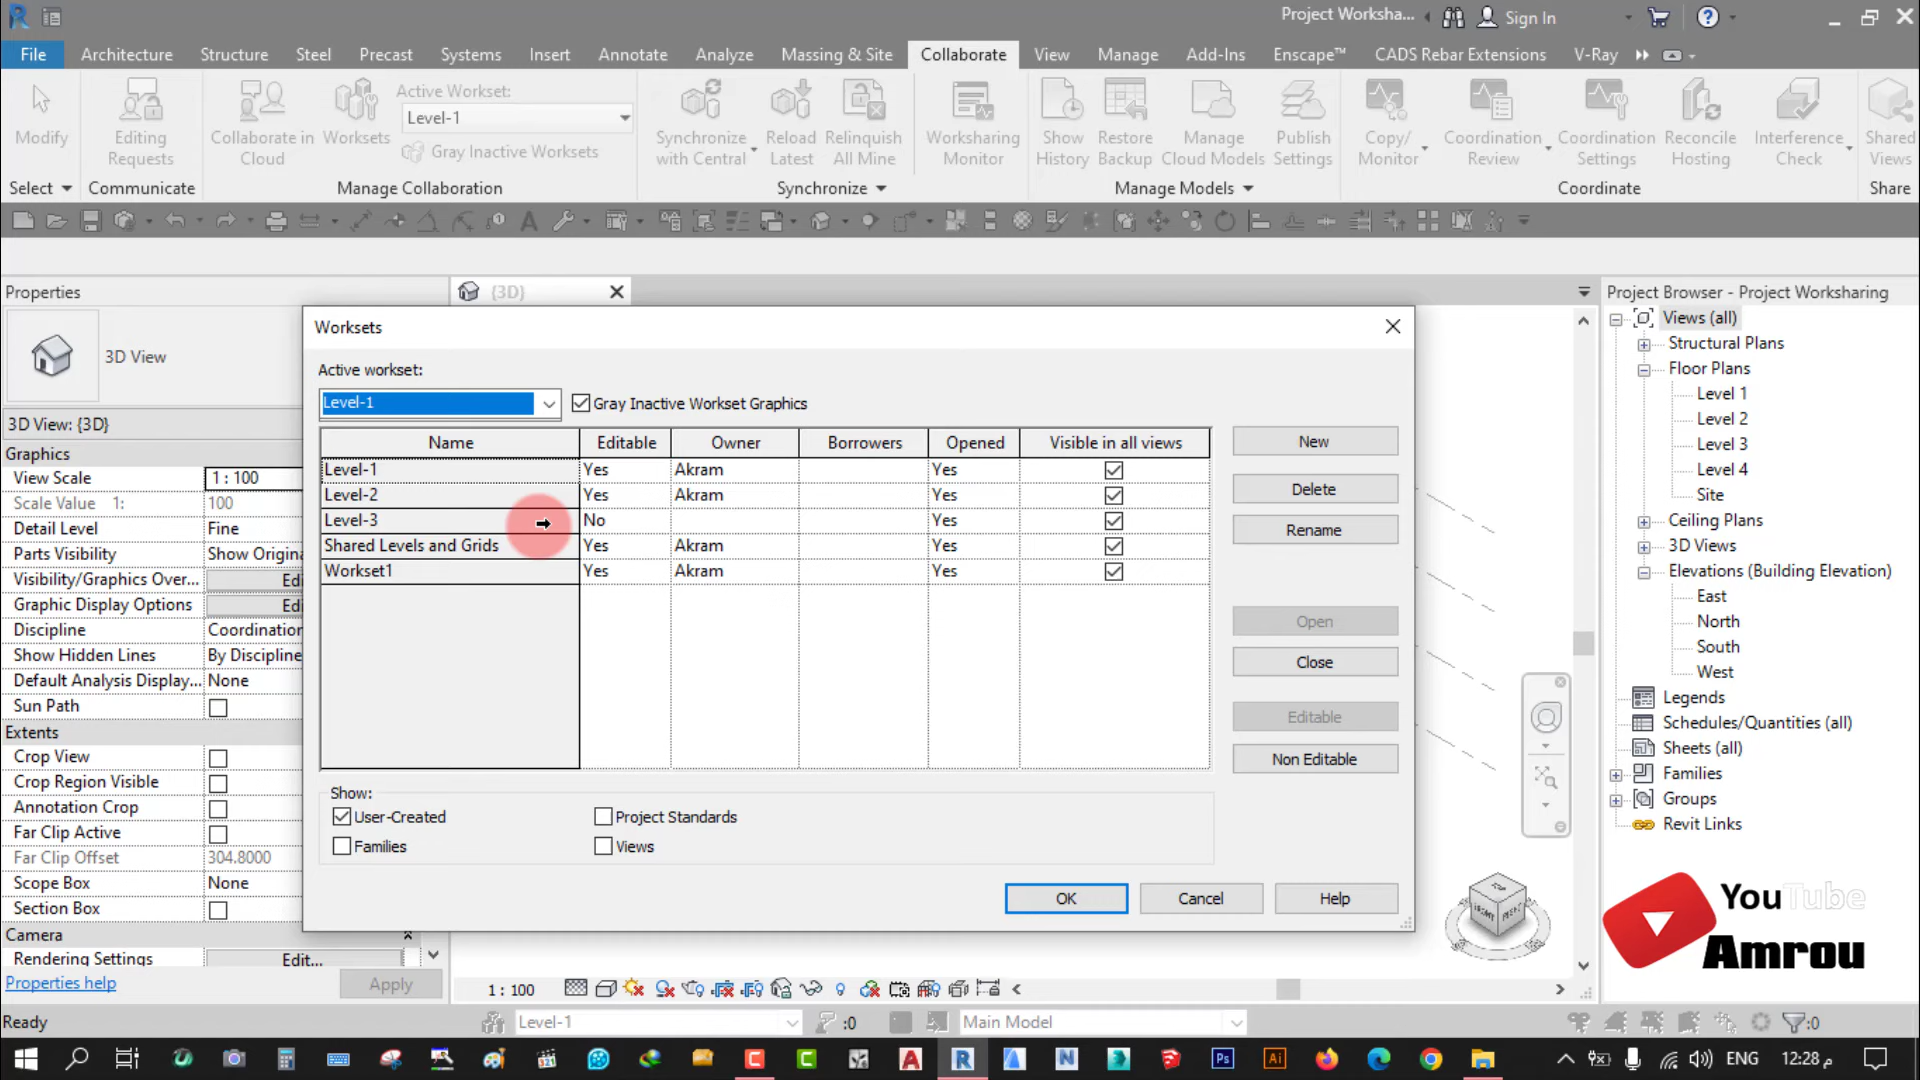 Project Worksha...
Sign In
File Architecture Structure Steel Precast Systems Insert Annotate Analyze Massing & Site Collaborate View Manage Add-Ins Enscape™ CADS Rebar Extensions V-Ray
Modify
Editing Requests
Collaborate in Cloud
Worksets
Active Workset:
Level-1
Gray Inactive Worksets
Synchronize with Central
Reload Latest
Relinquish All Mine
Worksharing Monitor
Show History
Restore Backup
Manage Cloud Models
Publish Settings
Copy/ Monitor
Coordination Review
Coordination Settings
Reconcile Hosting
Interference Check
Shared Views
Select Communicate Manage Collaboration Synchronize Manage Models Coordinate Share
Properties
{3D}
3D View
3D View: {3D}
Graphics
View Scale 1 : 100
Scale Value 1: 100
Detail Level Fine
Parts Visibility Show Origina
Visibility/Graphics Over... Edi
Graphic Display Options Edi
Discipline Coordination
Show Hidden Lines By Discipline
Default Analysis Display... None
Sun Path
Extents
Crop View
Crop Region Visible
Annotation Crop
Far Clip Active
Far Clip Offset 304.8000
Scope Box None
Section Box
Camera
Rendering Settings Edit...
Properties help Apply
Worksets
Active workset:
Level-1
Gray Inactive Workset Graphics
Name Editable Owner Borrowers Opened Visible in all views
Level-1 Yes Akram Yes
Level-2 Yes Akram Yes
Level-3 No Yes
Shared Levels and Grids Yes Akram Yes
Workset1 Yes Akram Yes
New
Delete
Rename
Open
Close
Editable
Non Editable
Show:
User-Created Project Standards
Families Views
OK Cancel Help
Project Browser - Project Worksharing
Views (all)
Structural Plans
Floor Plans
Level 1
Level 2
Level 3
Level 4
Site
Ceiling Plans
3D Views
Elevations (Building Elevation)
East
North
South
West
Legends
Schedules/Quantities (all)
Sheets (all)
Families
Groups
Revit Links
TOP
FRONT
RIGHT
YouTube
Amrou
1 : 100
Ready
Level-1
:0
Main Model
:0
ENG
12:28 م